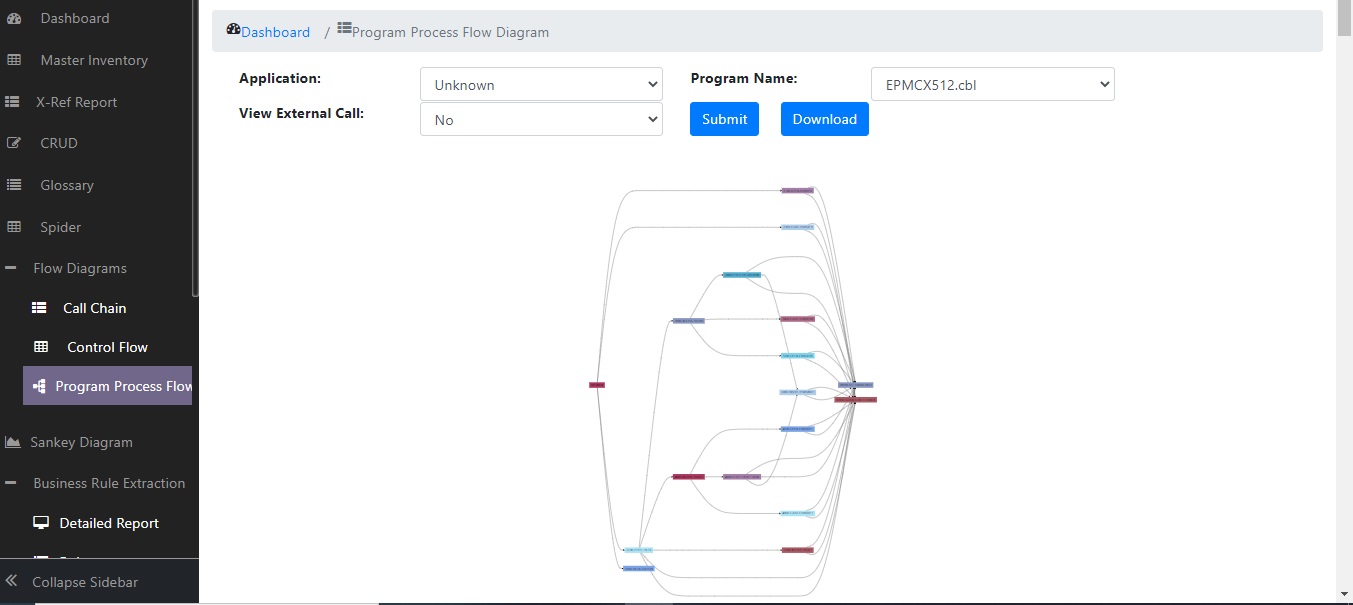 Dashboard
Master Inventory
X-Ref Report
CRUD
Glossary
Spider
Flow Diagrams
Call Chain
Control Flow
Program Process Flow
Sankey Diagram
Business Rule Extraction
Detailed Report
Collapse Sidebar
Dashboard / Program Process Flow Diagram
Application: Unknown Program Name: EPMCX512.cbl
View External Call: No Submit Download